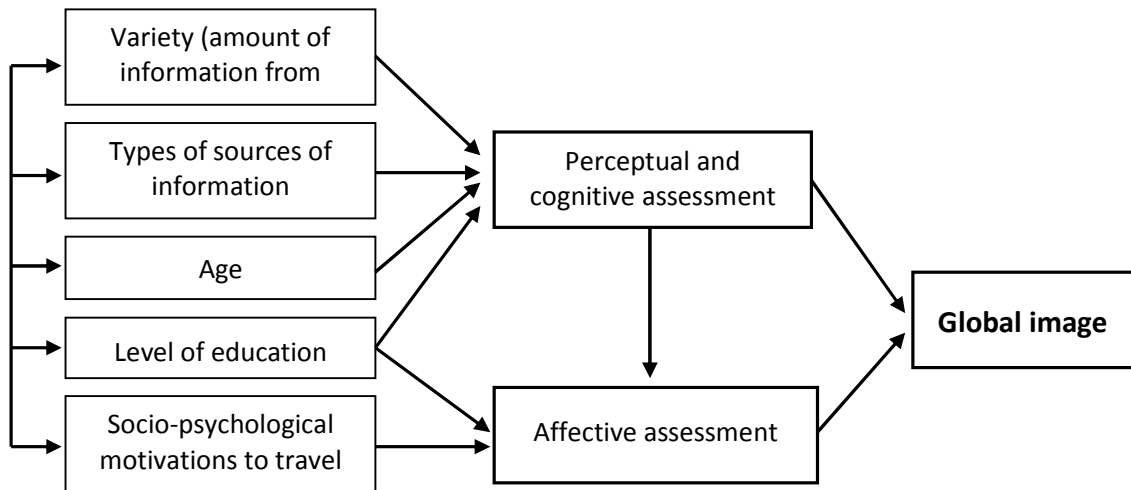 Variety (amount of
information from
Types of sources of
information
Age
Level of education
Socio-psychological
motivations to travel
Perceptual and
cognitive assessment
Affective assessment
Global image